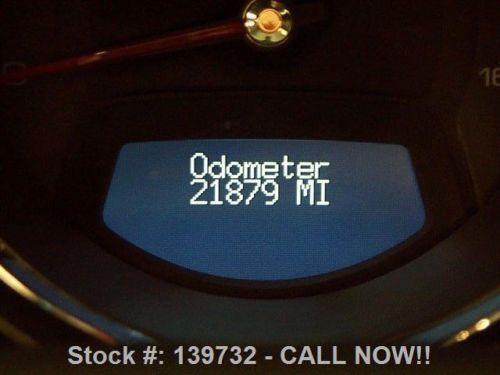 Odometer
21879 MI
Stock #: 139732 - CALL NOW!!